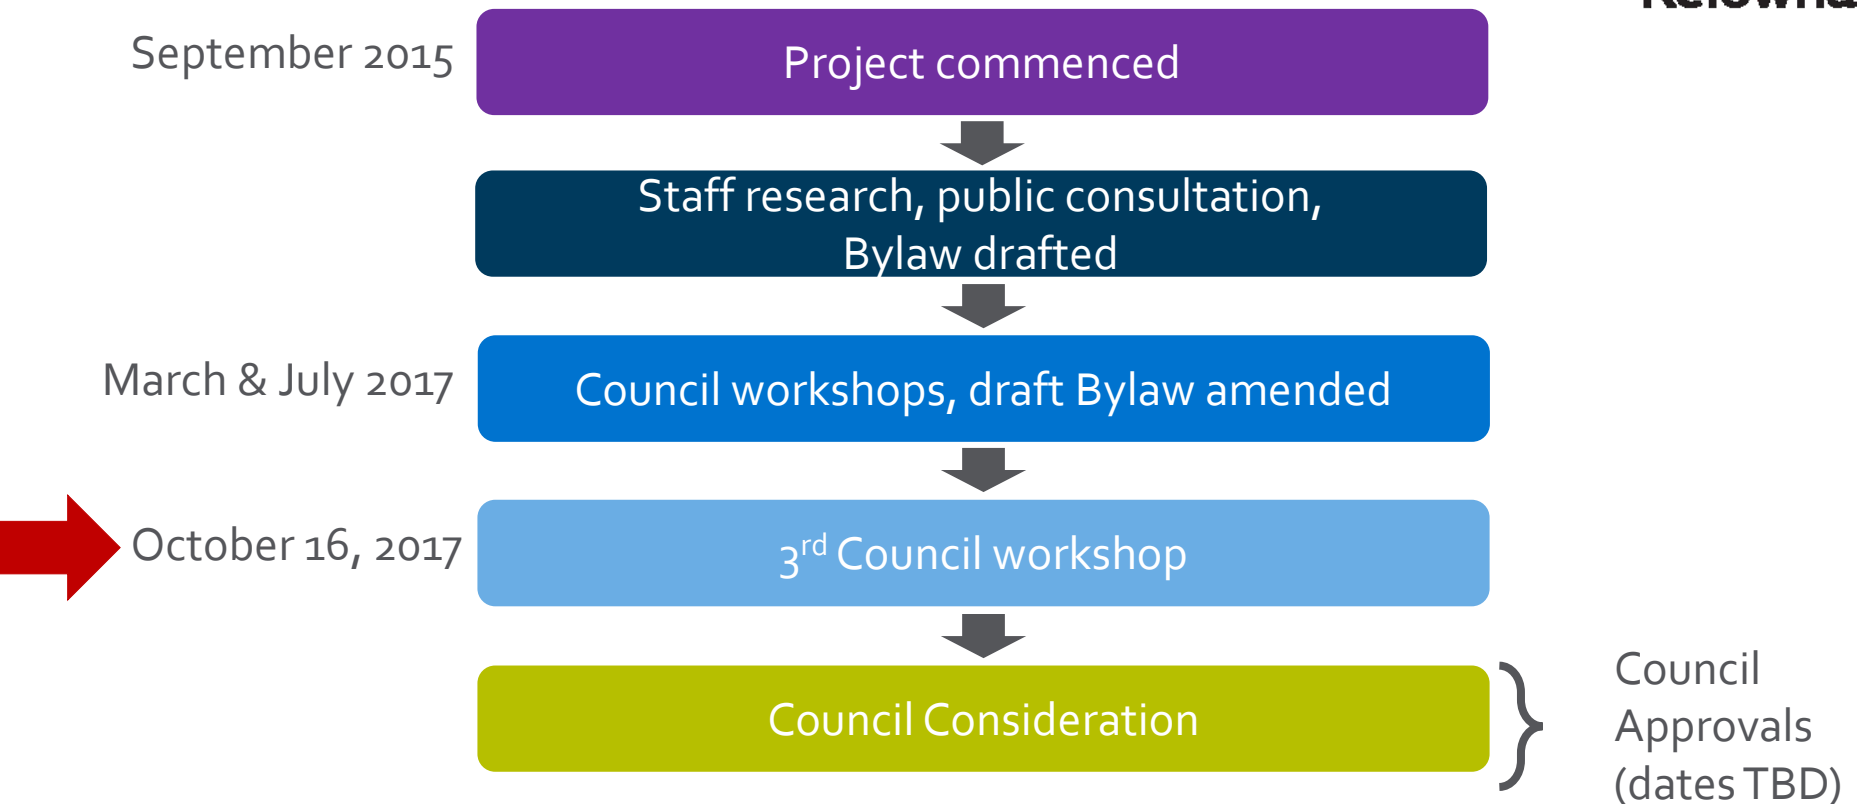 Kelowna
September 2015
Project commenced
Staff research, public consultation,
Bylaw drafted
March & July 2017
Council workshops, draft Bylaw amended
October 16, 2017
3rd Council workshop
Council Consideration
Council
Approvals
(dates TBD)